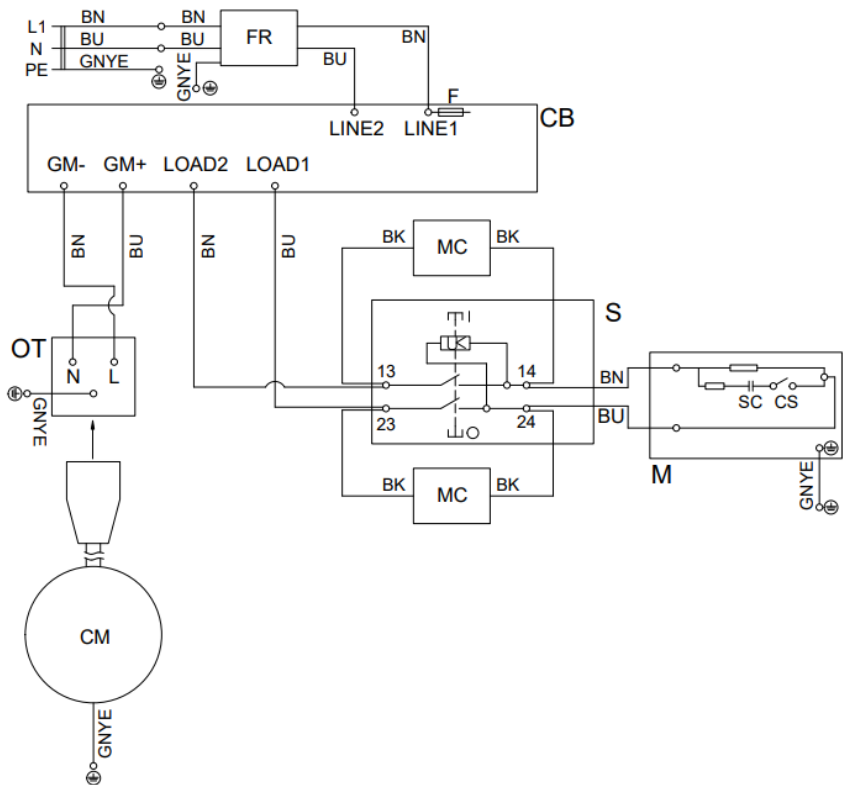 L1 BN BN FR BN
N BU BU BU
PE GNYE GNYE
F
LINE2 LINE1 CB
GM- GM+ LOAD2 LOAD1
BN BU BN BU
BK MC BK
S
I
OT
N L
13 14
BN
23 24
BU
O
SC CS
GNYE
M
GNYE
BK MC BK
CM
GNYE